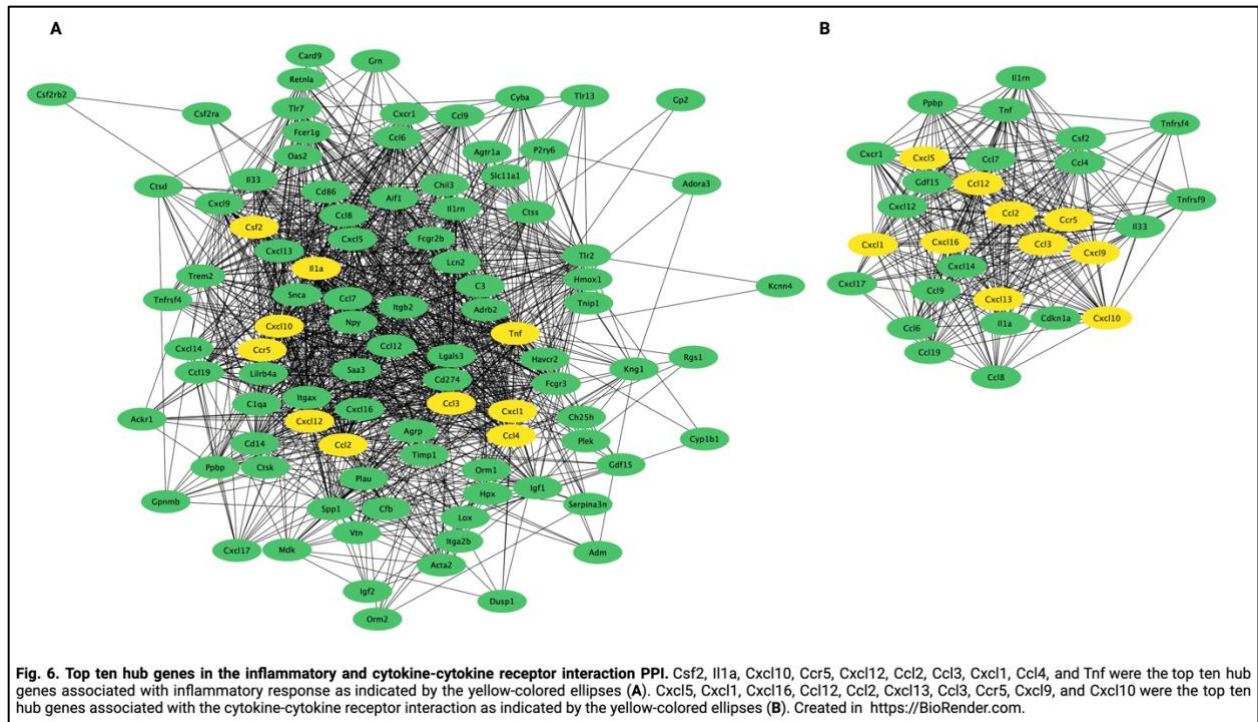 A
B
Card9
Grn
Csf2rb2
Retnla
Cyba
Tlr13
Gp2
Csf2ra
Tlr7
Cxcr1
Ccl9
Fcer1g
Ccl6
Oas2
Agtr1a
P2ry6
Slc11a1
Ctsd
Il33
Cd86
Chil3
Adora3
Cxcl9
Aif1
Il1rn
Ctss
Ccl8
Csf2
Cxcl5
Fcgr2b
Cxcl13
Lcn2
Tlr2
Il1a
Trem2
Hmox1
C3
Kcnn4
Tnfrsf4
Snca
Ccl7
Itgb2
Adrb2
Tnip1
Cxcl10
Npy
Tnf
Cxcl14
Ccr5
Ccl12
Lgals3
Havcr2
Rgs1
Ccl19
Lilrb4a
Saa3
Cd274
Fcgr3
Kng1
C1qa
Itgax
Cxcl16
Ccl3
Cxcl1
Ch25h
Ackr1
Cxcl12
Agrp
Ccl4
Plek
Cyp1b1
Cd14
Ccl2
Timp1
Ppbp
Ctsk
Orm1
Gdf15
Plau
Igf1
Gpnmb
Hpx
Serpina3n
Spp1
Cfb
Lox
Vtn
Itga2b
Cxcl17
Mdk
Adm
Acta2
Igf2
Dusp1
Orm2
Il1rn
Ppbp
Tnf
Tnfrsf4
Csf2
Cxcr1
Cxcl5
Ccl7
Ccl4
Gdf15
Ccl12
Tnfrsf9
Cxcl12
Ccl2
Ccr5
Il33
Cxcl1
Cxcl16
Ccl3
Cxcl9
Cxcl14
Cxcl17
Ccl9
Cxcl13
Il1a
Cdkn1a
Cxcl10
Ccl6
Ccl19
Ccl8
Fig. 6. Top ten hub genes in the inflammatory and cytokine-cytokine receptor interaction PPI. Csf2, Il1a, Cxcl10, Ccr5, Cxcl12, Ccl2, Ccl3, Cxcl1, Ccl4, and Tnf were the top ten hub
genes associated with inflammatory response as indicated by the yellow-colored ellipses (A). Cxcl5, Cxcl1, Cxcl16, Ccl12, Ccl2, Cxcl13, Ccl3, Ccr5, Cxcl9, and Cxcl10 were the top ten
hub genes associated with the cytokine-cytokine receptor interaction as indicated by the yellow-colored ellipses (B). Created in https://BioRender.com.